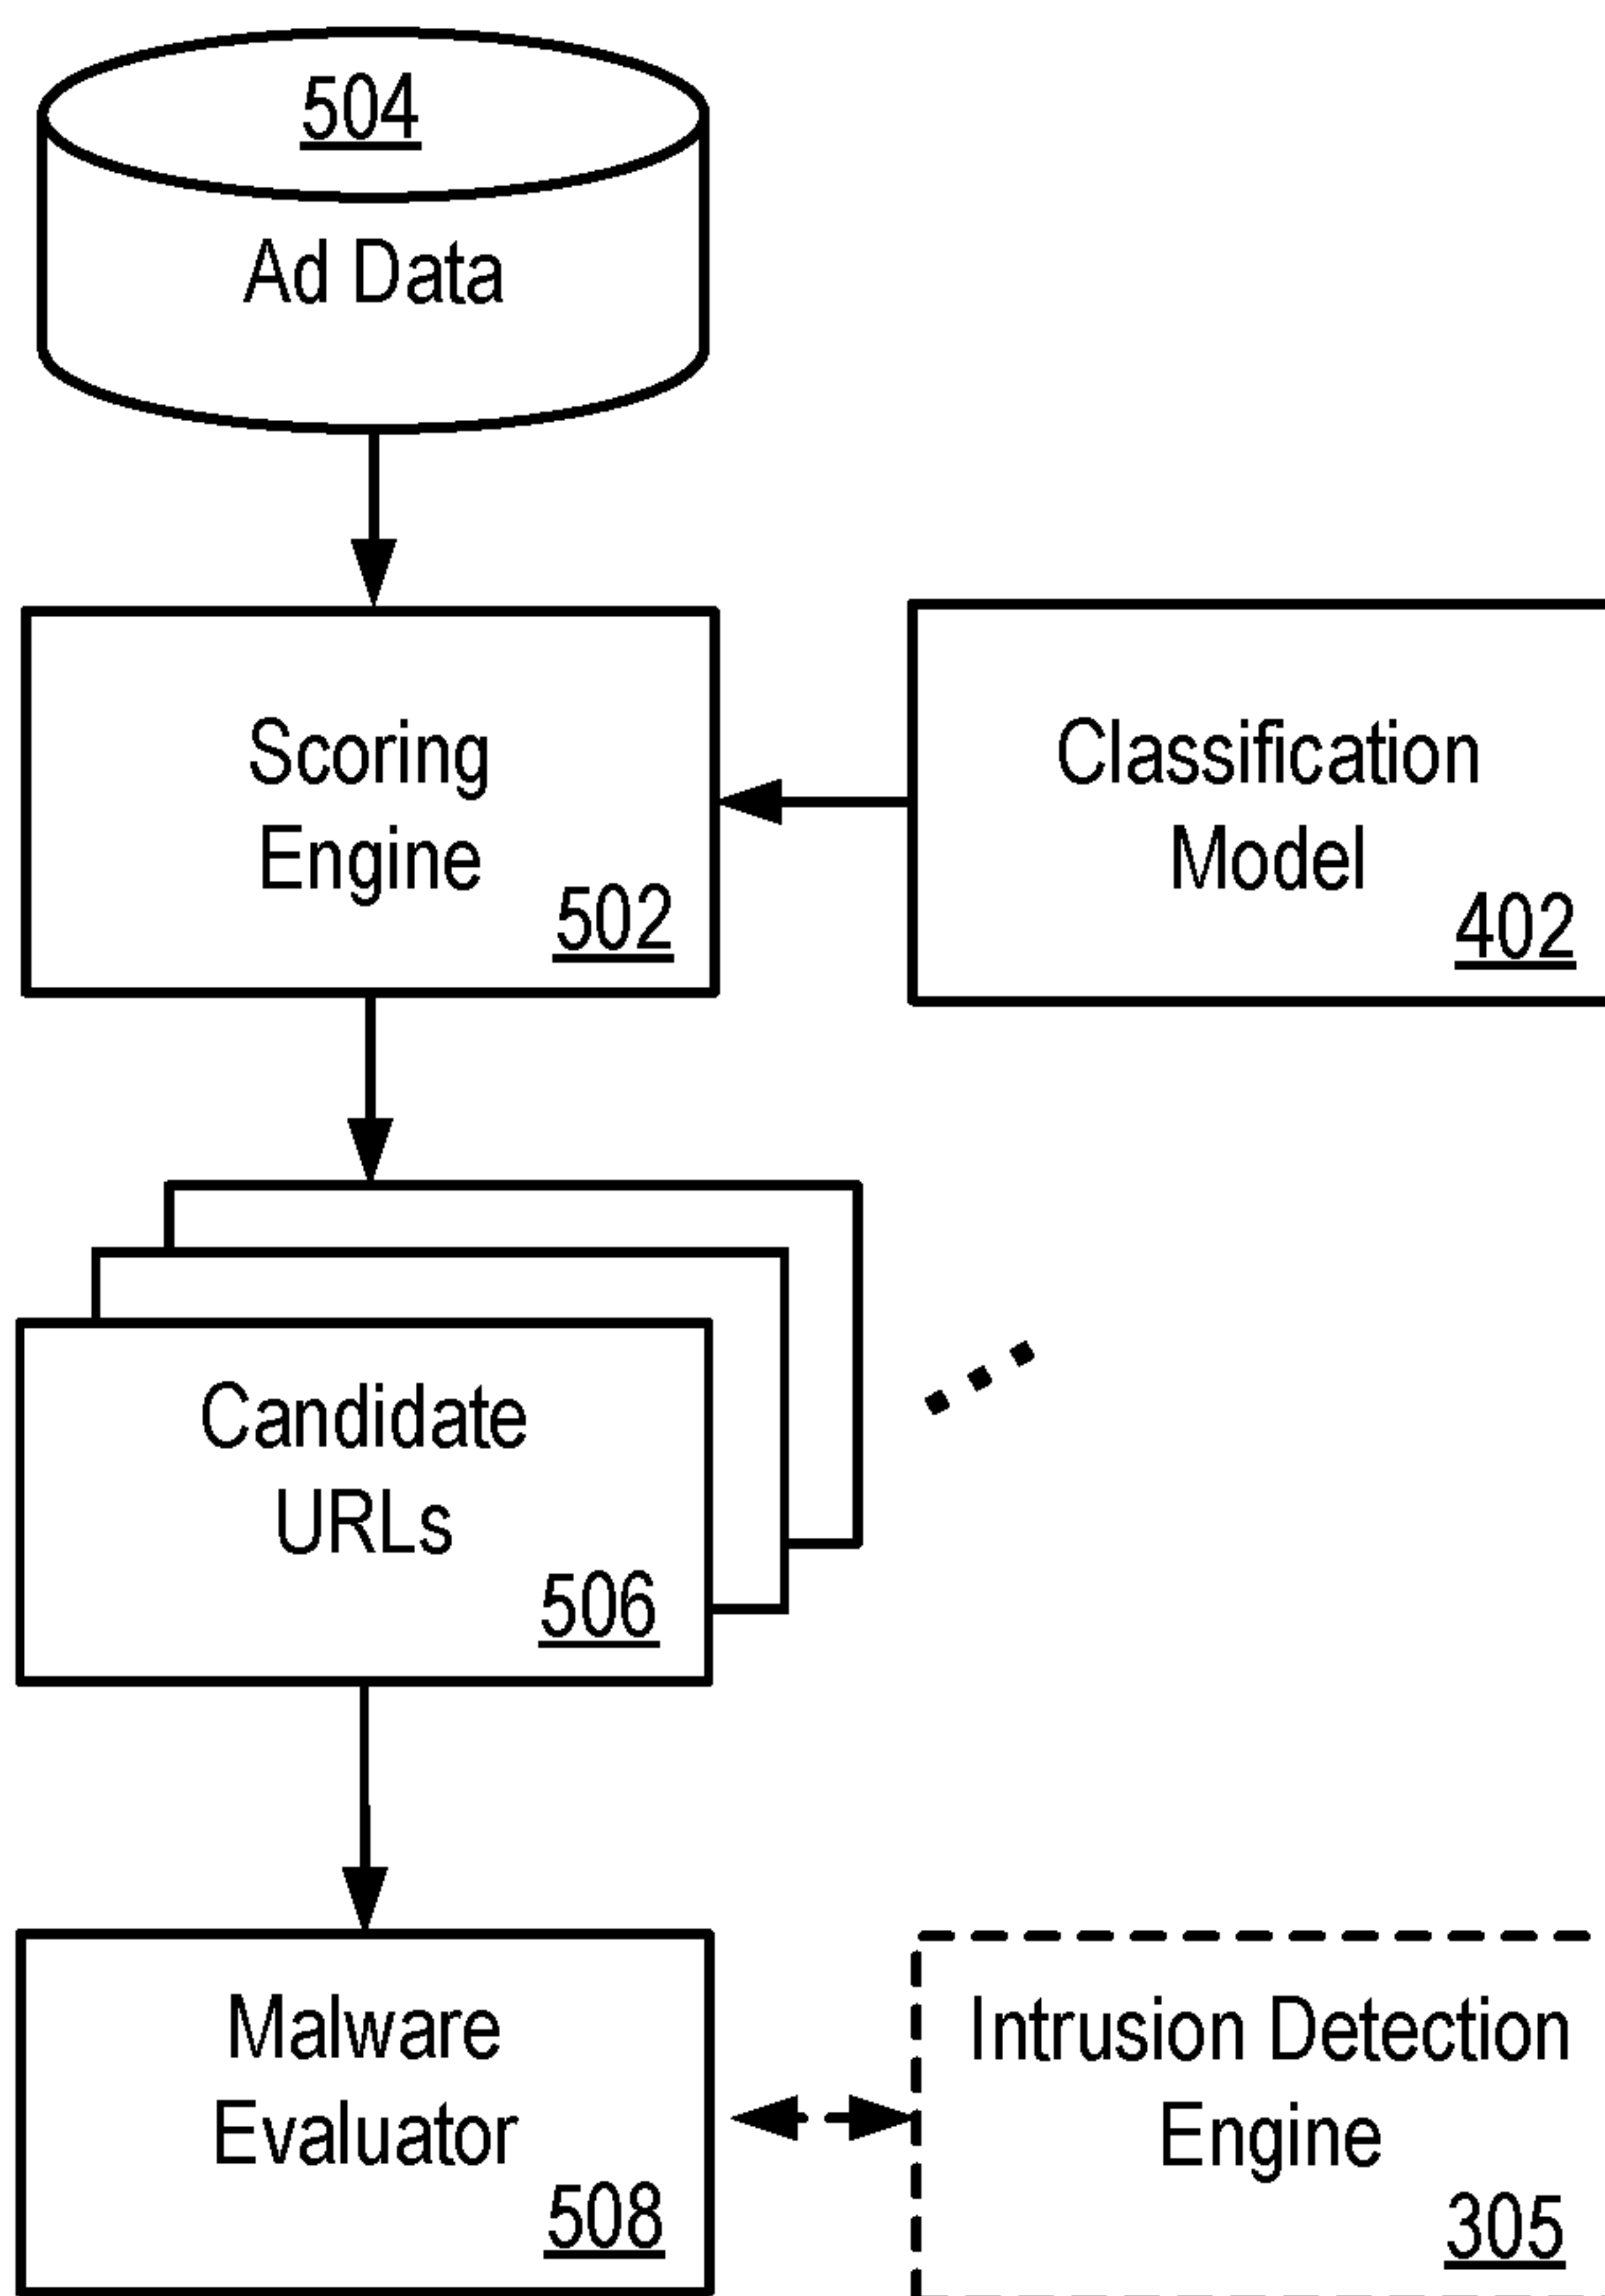 504
Ad Data
Scoring
Engine
502
Classification
Model
402
Candidate
URLs
506
Malware
Evaluator
508
Intrusion Detection
Engine
305